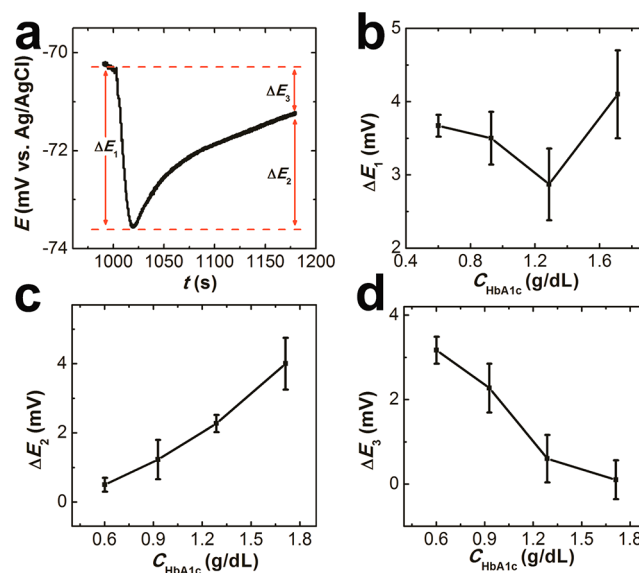 a
E (mV vs. Ag/AgCl)
-70
-72
-74
ΔE1
ΔE3
ΔE2
1000 1050 1100 1150 1200
t (s)
b
ΔE1 (mV)
5
4
3
2
0.4 0.8 1.2 1.6
CHbA1c (g/dL)
c
ΔE2 (mV)
4
2
0
0.6 0.9 1.2 1.5 1.8
CHbA1c (g/dL)
d
ΔE3 (mV)
4
2
0
0.6 0.9 1.2 1.5 1.8
CHbA1c (g/dL)